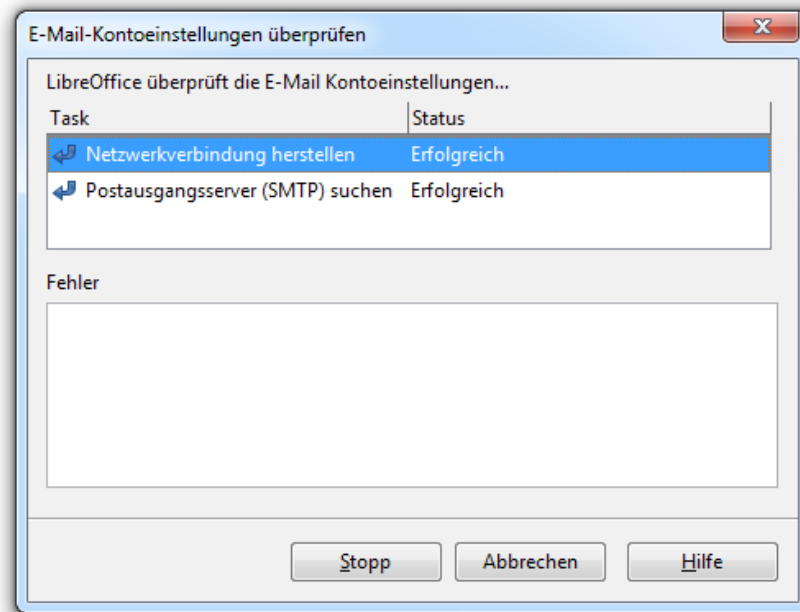 E-Mail-Kontoeinstellungen überprüfen
LibreOffice überprüft die E-Mail Kontoeinstellungen...
Task Status
Netzwerkverbindung herstellen Erfolgreich
Postausgangsserver (SMTP) suchen Erfolgreich
Fehler
Stopp Abbrechen Hilfe